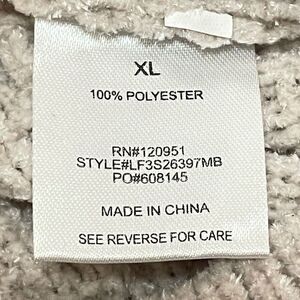 XL
100% POLYESTER
RN#120951
STYLE#LF3S26397MB
PO#608145
MADE IN CHINA
SEE REVERSE FOR CARE